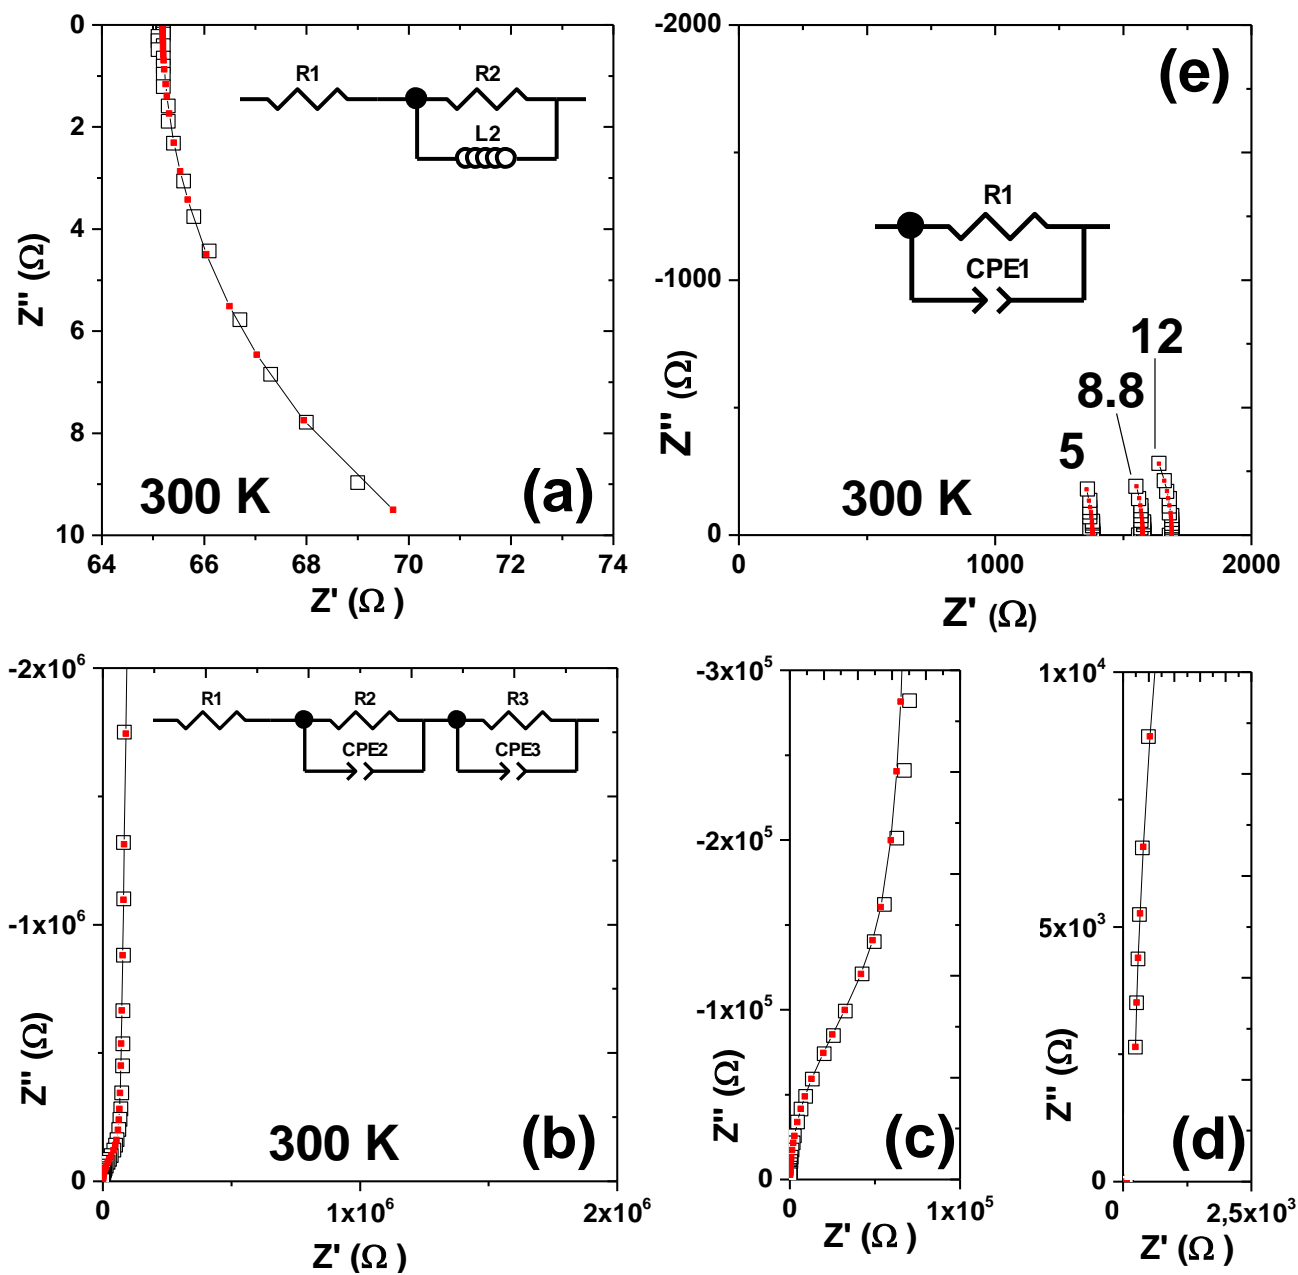 0
2
4
6
8
10
Z'' (Ω)
R1
R2
L2
300 K
(a)
64
66
68
70
72
74
Z' (Ω )
-2000
-1000
0
Z'' (Ω)
(e)
R1
CPE1
12
8.8
5
300 K
0
1000
2000
Z' (Ω)
-2x10⁶
-1x10⁶
0
Z'' (Ω)
R1
R2
R3
CPE2
CPE3
300 K
(b)
0
1x10⁶
2x10⁶
Z' (Ω )
-3x10⁵
-2x10⁵
-1x10⁵
0
Z'' (Ω)
(c)
0
1x10⁵
Z' (Ω )
1x10⁴
5x10³
0
Z'' (Ω)
(d)
0
2,5x10³
Z' (Ω )